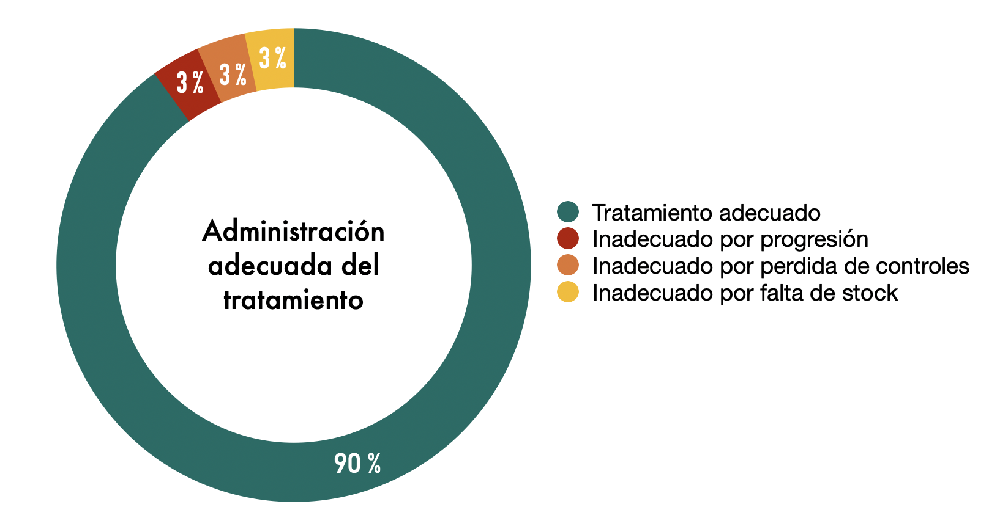 3 %
3 %
3 %
Administración
adecuada del
tratamiento
90 %
Tratamiento adecuado
Inadecuado por progresión
Inadecuado por perdida de controles
Inadecuado por falta de stock